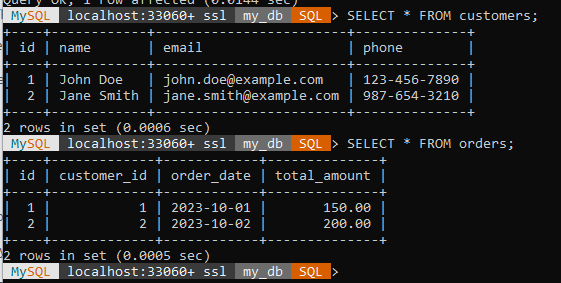 Query OK, 1 row affected (0.0144 sec)
MySQL localhost:33060+ ssl my_db SQL > SELECT * FROM customers;
+----+------------+------------------------+--------------+
| id | name       | email                  | phone        |
+----+------------+------------------------+--------------+
|  1 | John Doe   | john.doe@example.com   | 123-456-7890 |
|  2 | Jane Smith | jane.smith@example.com | 987-654-3210 |
+----+------------+------------------------+--------------+
2 rows in set (0.0006 sec)
MySQL localhost:33060+ ssl my_db SQL > SELECT * FROM orders;
+----+-------------+------------+--------------+
| id | customer_id | order_date | total_amount |
+----+-------------+------------+--------------+
|  1 |           1 | 2023-10-01 |       150.00 |
|  2 |           2 | 2023-10-02 |       200.00 |
+----+-------------+------------+--------------+
2 rows in set (0.0005 sec)
MySQL localhost:33060+ ssl my_db SQL >